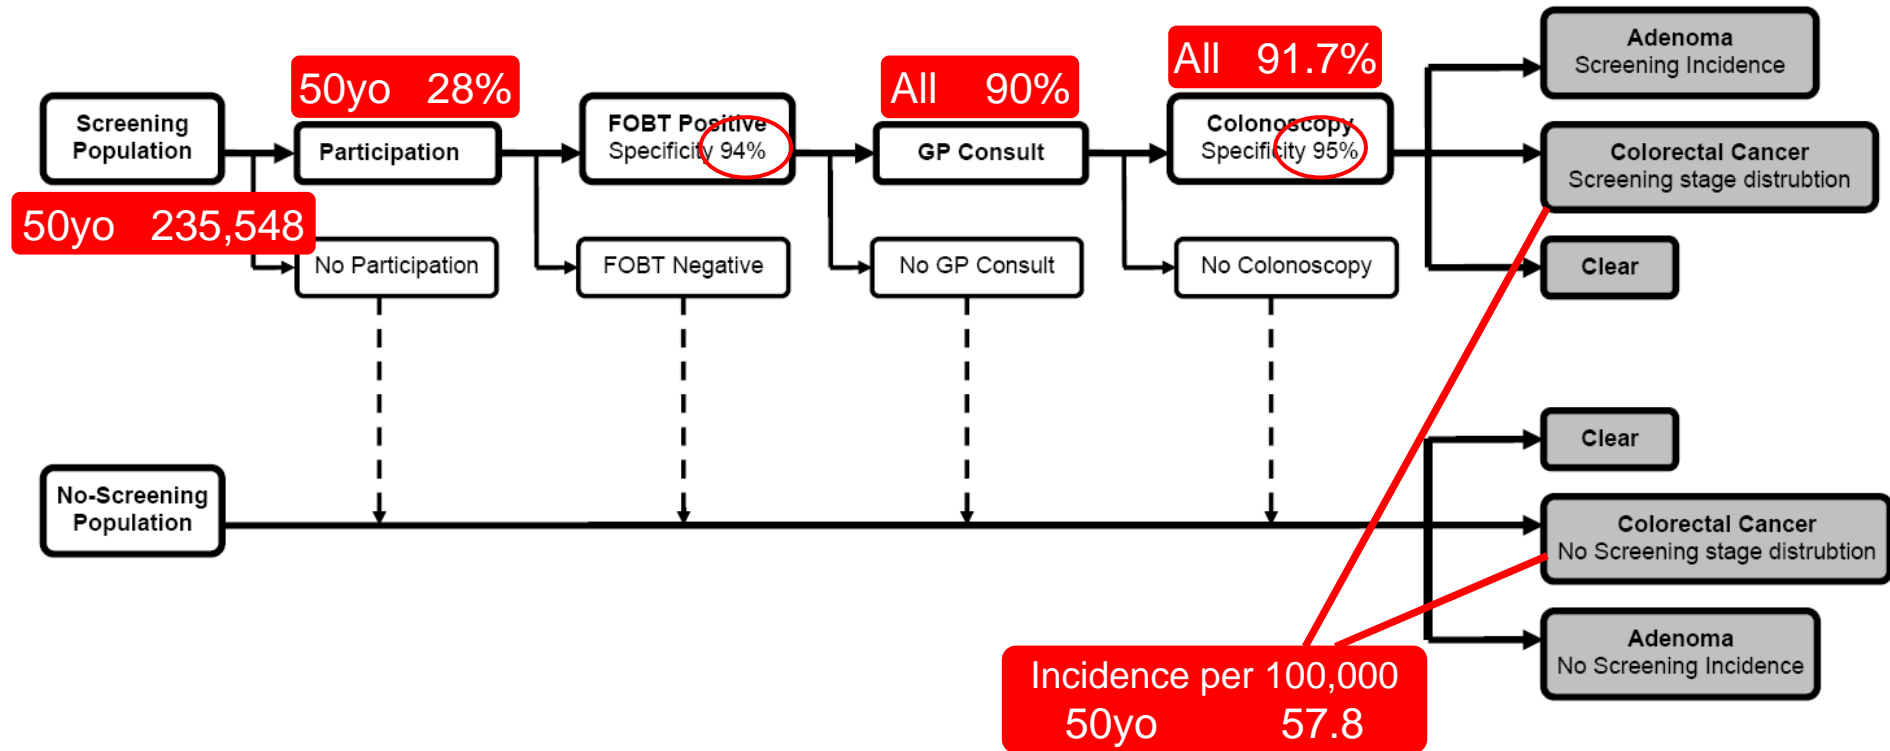 50yo 28%
All 90%
All 91.7%
Adenoma
Screening Incidence
Screening
Population
Participation
FOBT Positive
Specificity 94%
GP Consult
Colonoscopy
Specificity 95%
Colorectal Cancer
Screening stage distrubtion
50yo 235,548
No Participation
FOBT Negative
No GP Consult
No Colonoscopy
Clear
Clear
No-Screening
Population
Colorectal Cancer
No Screening stage distrubtion
Adenoma
No Screening Incidence
Incidence per 100,000
50yo 57.8